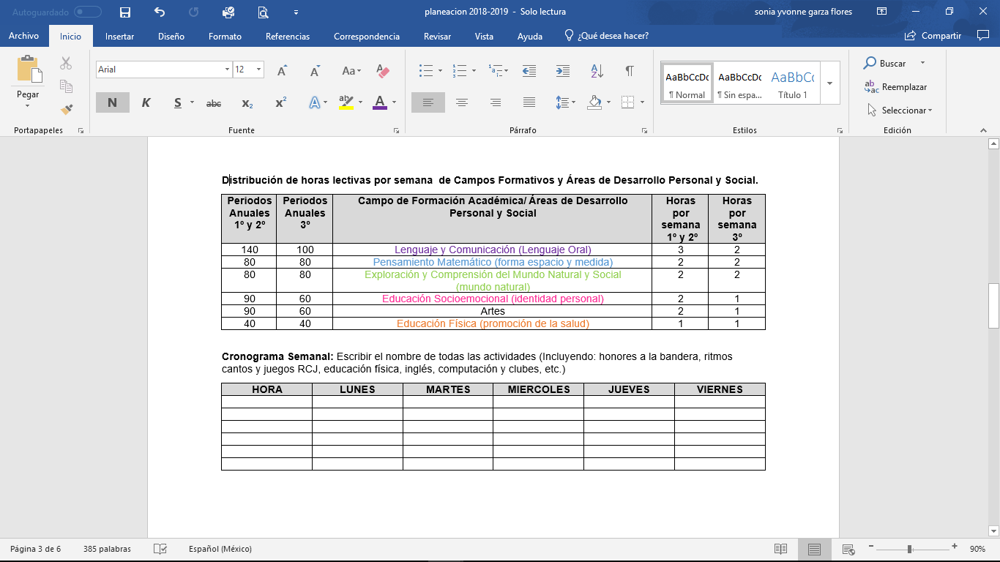 Autoguardado
planeacion 2018-2019 - Solo lectura
sonia yvonne garza flores
Archivo Inicio Insertar Diseño Formato Referencias Correspondencia Revisar Vista Ayuda ¿Qué desea hacer? Compartir
Pegar
Portapapeles
Arial 12
Aa
N K S abc x₂ x² A aby A
Fuente
Párrafo
AaBbCcDc AaBbCcDc AaBbCc
¶ Normal ¶ Sin espa... Título 1
Estilos
Buscar
Reemplazar
Seleccionar
Edición
Distribución de horas lectivas por semana de Campos Formativos y Áreas de Desarrollo Personal y Social.
Periodos Anuales 1º y 2º
Periodos Anuales 3º
Campo de Formación Académica/ Áreas de Desarrollo
Personal y Social
Horas por semana 1º y 2º
Horas por semana 3º
140 100 Lenguaje y Comunicación (Lenguaje Oral) 3 2
80 80 Pensamiento Matemático (forma espacio y medida) 2 2
80 80 Exploración y Comprensión del Mundo Natural y Social 2 2
(mundo natural)
90 60 Educación Socioemocional (identidad personal) 2 1
90 60 Artes 2 1
40 40 Educación Física (promoción de la salud) 1 1
Cronograma Semanal: Escribir el nombre de todas las actividades (Incluyendo: honores a la bandera, ritmos
cantos y juegos RCJ, educación física, inglés, computación y clubes, etc.)
HORA LUNES MARTES MIERCOLES JUEVES VIERNES
Página 3 de 6 385 palabras Español (México) 90%